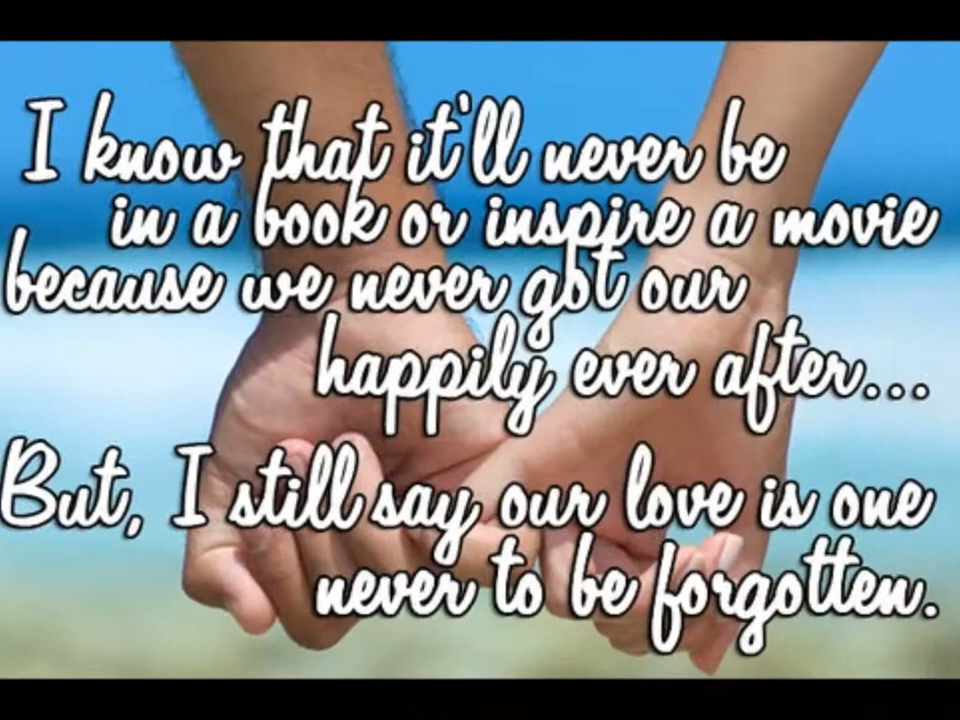 I know that it'll never be
in a book or inspire a movie
because we never got our
happily ever after...
But, I still say our love is one
never to be forgotten.